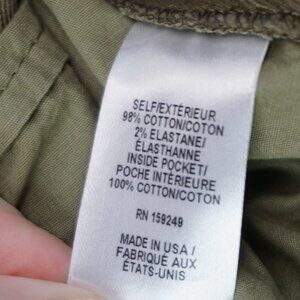 SELF/EXTÉRIEUR
98% COTTON/COTON
2% ELASTANE/
ÉLASTHANNE
INSIDE POCKET/
POCHE INTÉRIEURE
100% COTTON/COTON
RN 159249
MADE IN USA /
FABRIQUÉ AUX
ÉTATS-UNIS